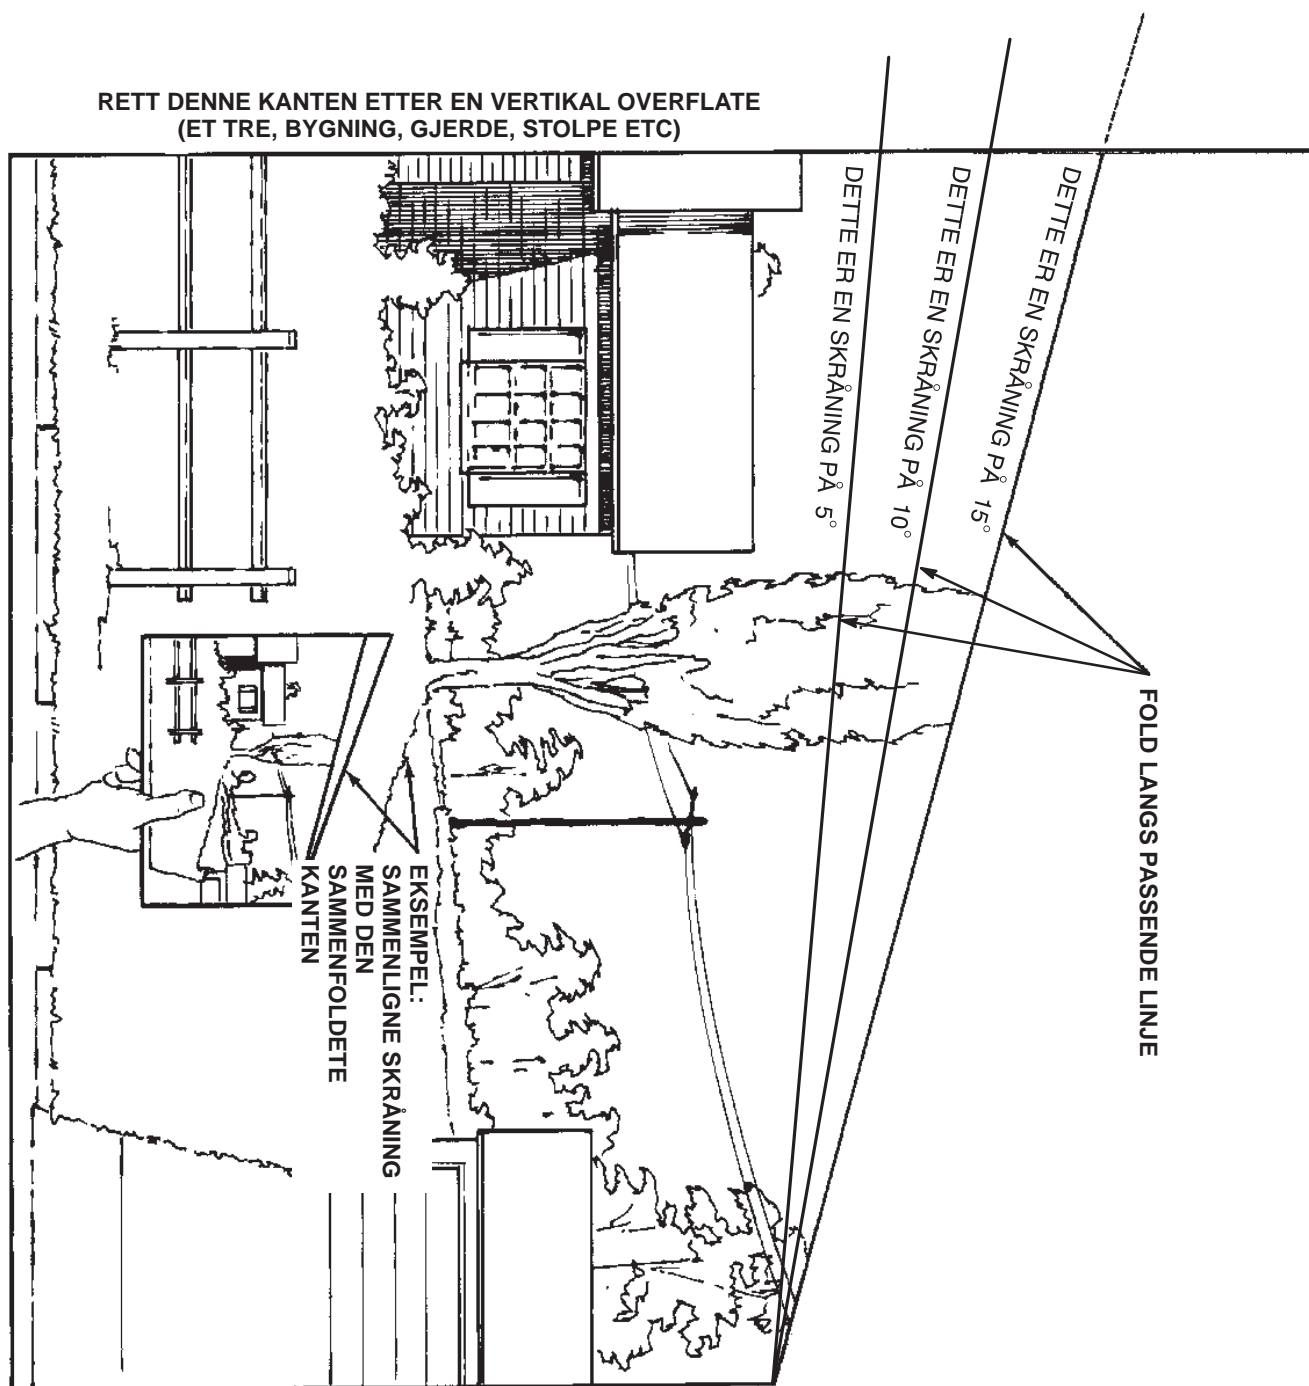 RETT DENNE KANTEN ETTER EN VERTIKAL OVERFLATE
(ET TRE, BYGNING, GJERDE, STOLPE ETC)
DETTE ER EN SKRÅNING PÅ 15°
DETTE ER EN SKRÅNING PÅ 10°
DETTE ER EN SKRÅNING PÅ 5°
FOLD LANGS PASSENDE LINJE
EKSEMPEL:
SAMMENLIGNE SKRÅNING
MED DEN
SAMMENFOLDETE
KANTEN